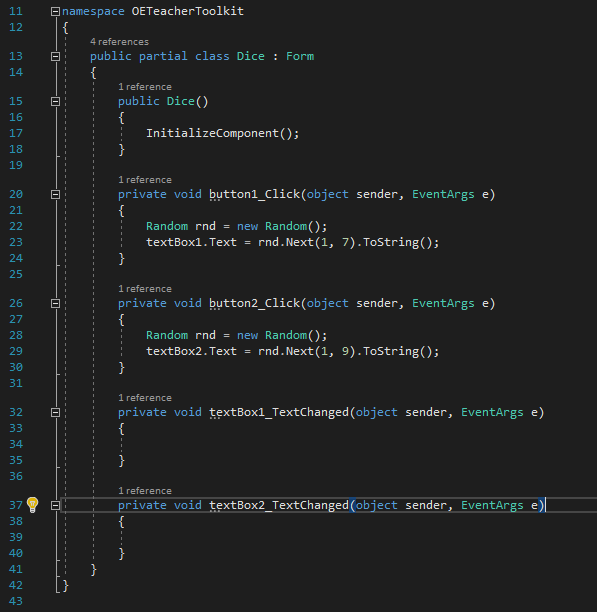 11 namespace OETeacherToolkit
12 {
4 references
13 public partial class Dice : Form
14 {
1 reference
15 public Dice()
16 {
17 InitializeComponent();
18 }
19
1 reference
20 private void button1_Click(object sender, EventArgs e)
21 {
22 Random rnd = new Random();
23 textBox1.Text = rnd.Next(1, 7).ToString();
24 }
25
1 reference
26 private void button2_Click(object sender, EventArgs e)
27 {
28 Random rnd = new Random();
29 textBox2.Text = rnd.Next(1, 9).ToString();
30 }
31
1 reference
32 private void textBox1_TextChanged(object sender, EventArgs e)
33 {
34
35 }
36
1 reference
37 private void textBox2_TextChanged(object sender, EventArgs e)
38 {
39
40 }
41 }
42 }
43